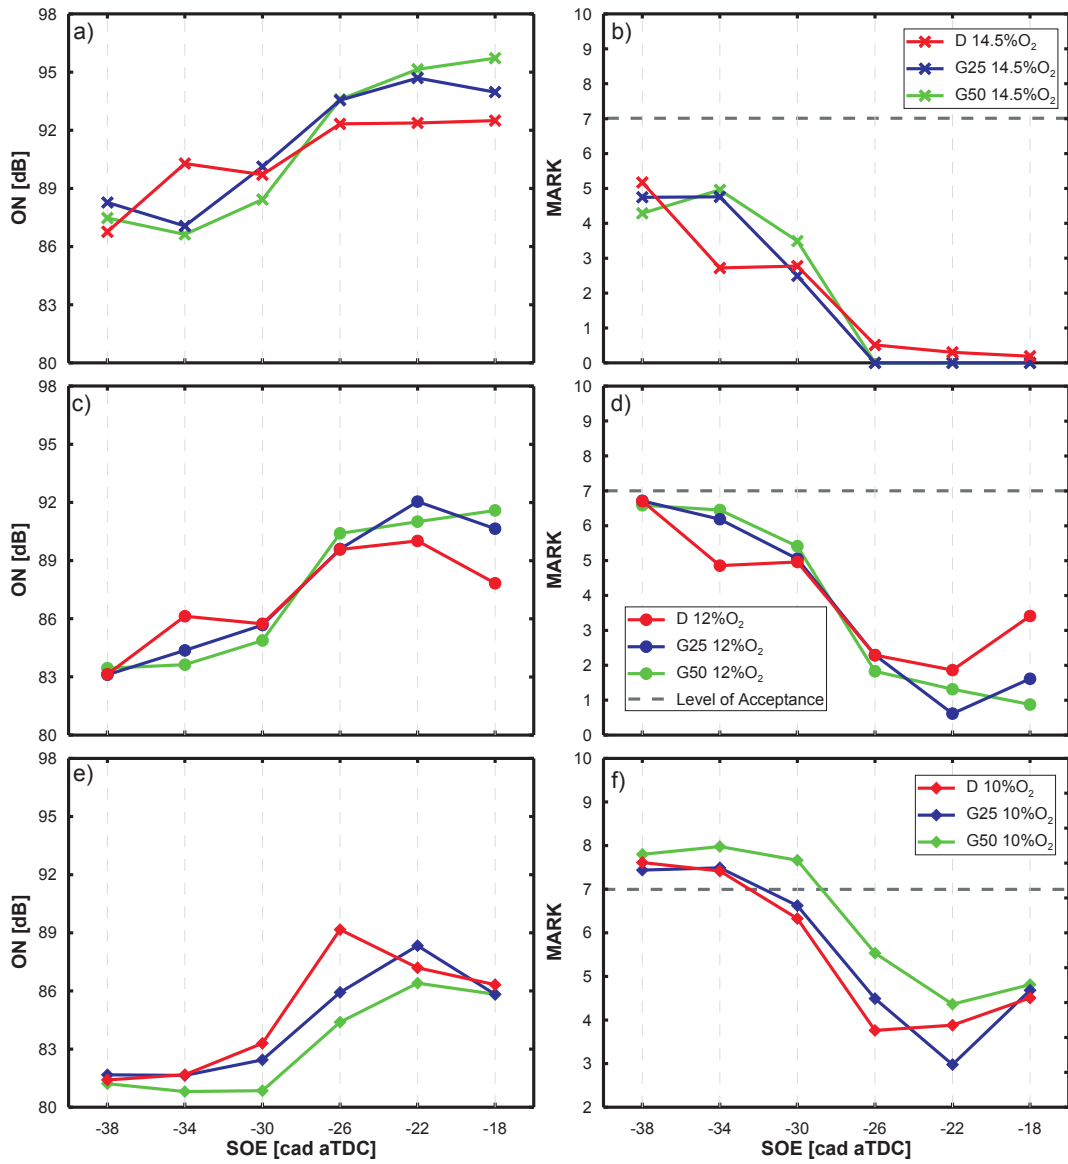 a)
98
95
92
89
86
83
80
ON [dB]
b)
10
9
8
7
6
5
4
3
2
1
0
MARK
D 14.5%O₂
G25 14.5%O₂
G50 14.5%O₂
c)
98
95
92
89
86
83
80
ON [dB]
d)
10
9
8
7
6
5
4
3
2
1
0
MARK
D 12%O₂
G25 12%O₂
G50 12%O₂
Level of Acceptance
e)
98
95
92
89
86
83
80
ON [dB]
-38 -34 -30 -26 -22 -18
SOE [cad aTDC]
f)
10
9
8
7
6
5
4
3
2
MARK
D 10%O₂
G25 10%O₂
G50 10%O₂
-38 -34 -30 -26 -22 -18
SOE [cad aTDC]